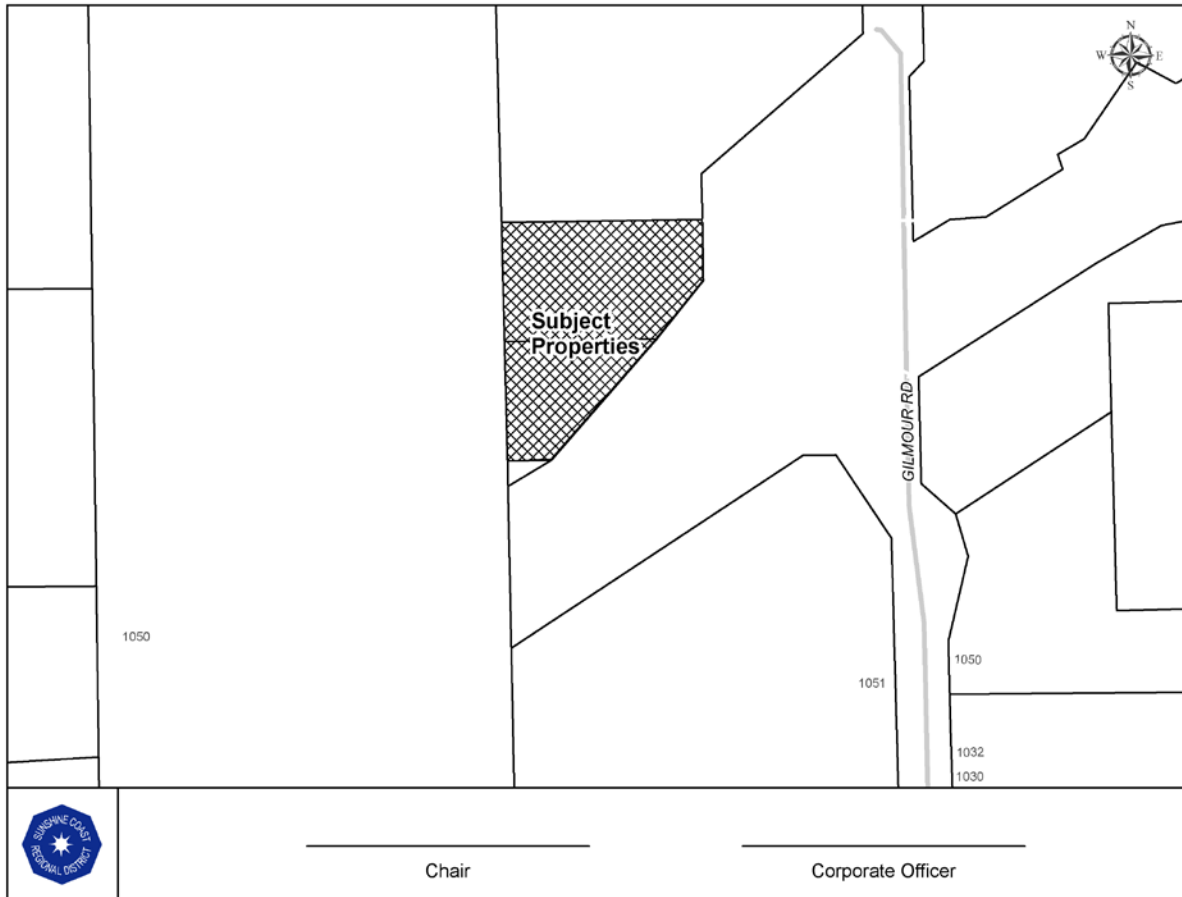 N
W E
S
Subject
Properties
GILMOUR RD
1050
1051
1050
1032
1030
SUNSHINE COAST
REGIONAL DISTRICT
Chair
Corporate Officer